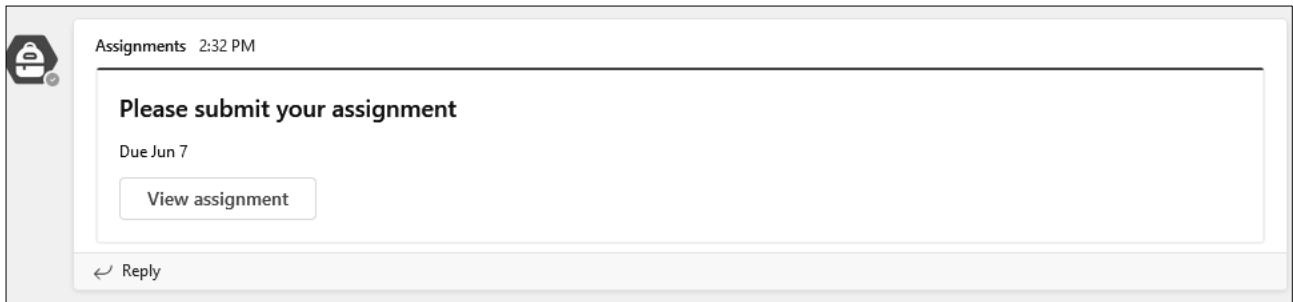 Assignments 2:32 PM
Please submit your assignment
Due Jun 7
View assignment
Reply